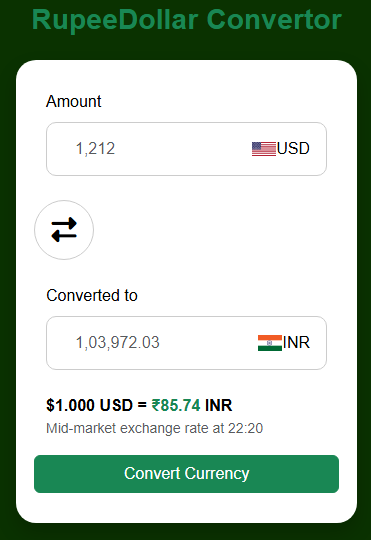 RupeeDollar Convertor
Amount
1,212 USD
Converted to
1,03,972.03 INR
$1.000 USD = ₹85.74 INR
Mid-market exchange rate at 22:20
Convert Currency